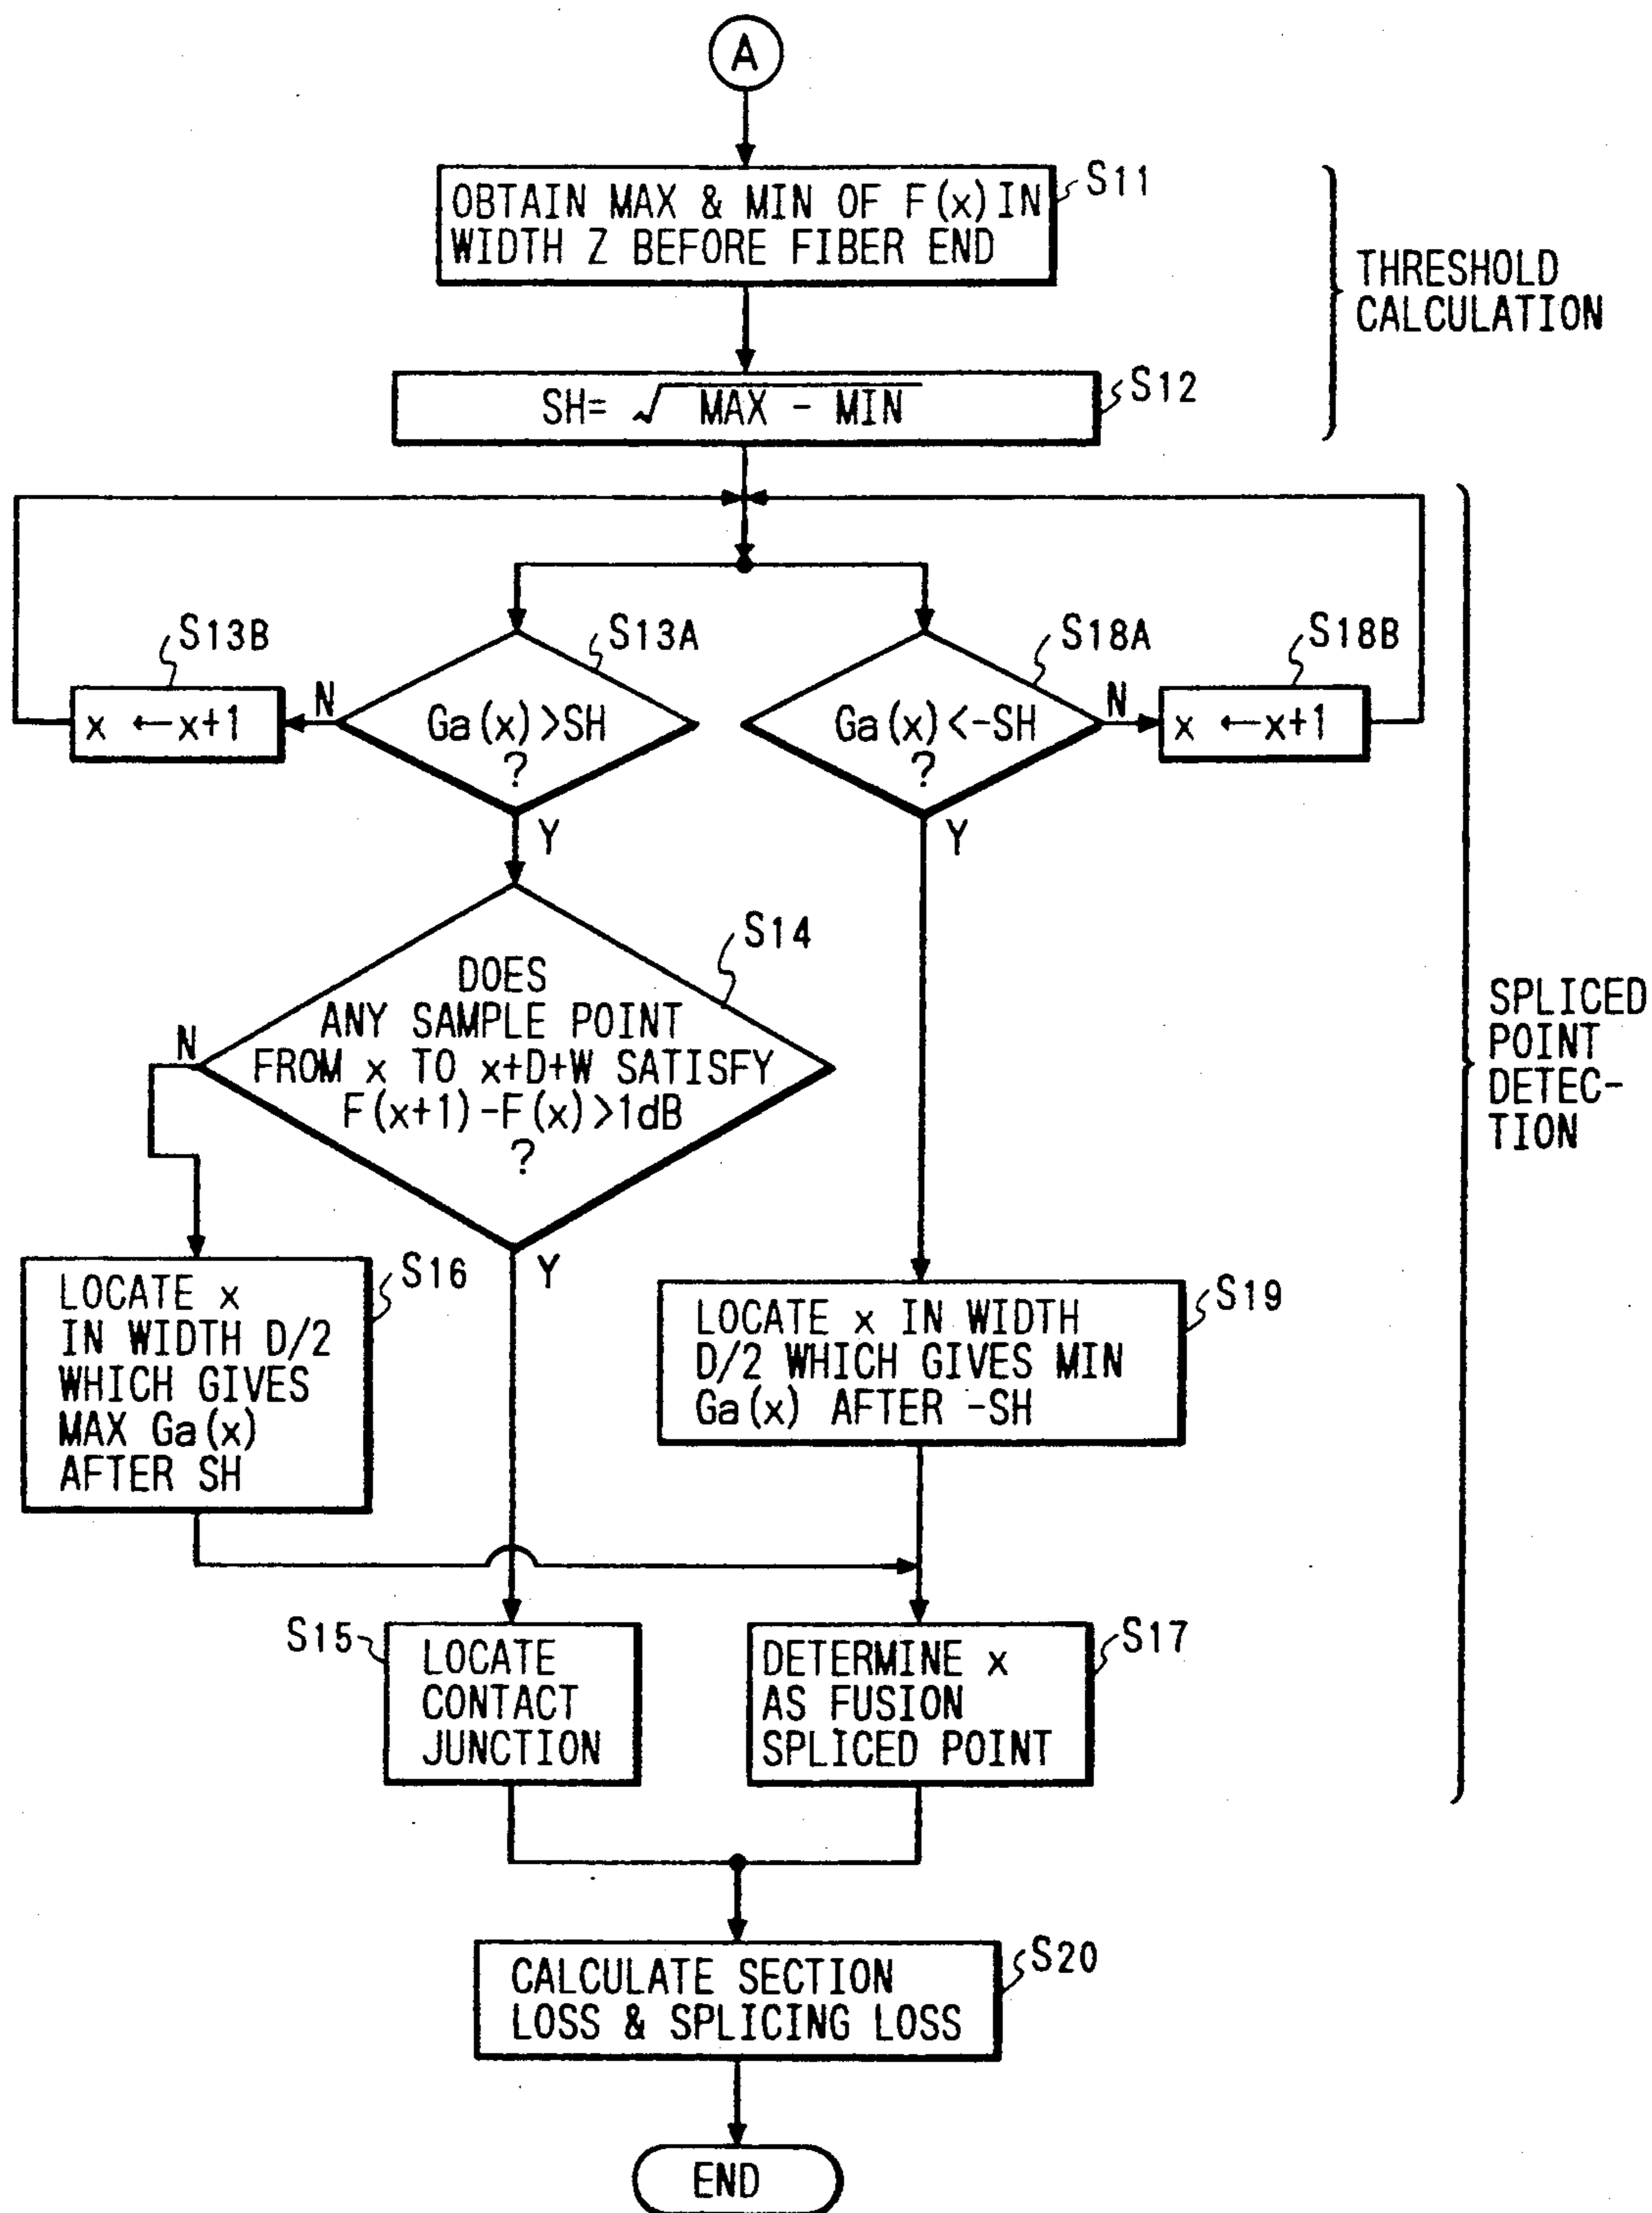 A
OBTAIN MAX & MIN OF F(x) IN
WIDTH Z BEFORE FIBER END
S11
THRESHOLD
CALCULATION
SH= √MAX - MIN
S12
S13B
S13A
S18A
S18B
x ←x+1
N
Ga(x)>SH
?
Y
Ga(x)<-SH
?
N
Y
x ←x+1
S14
DOES
ANY SAMPLE POINT
FROM x TO x+D+W SATISFY
F(x+1)-F(x)>1dB
?
N
Y
SPLICED
POINT
DETEC-
TION
S16
LOCATE x
IN WIDTH D/2
WHICH GIVES
MAX Ga(x)
AFTER SH
S19
LOCATE x IN WIDTH
D/2 WHICH GIVES MIN
Ga(x) AFTER -SH
S15
LOCATE
CONTACT
JUNCTION
S17
DETERMINE x
AS FUSION
SPLICED POINT
S20
CALCULATE SECTION
LOSS & SPLICING LOSS
END